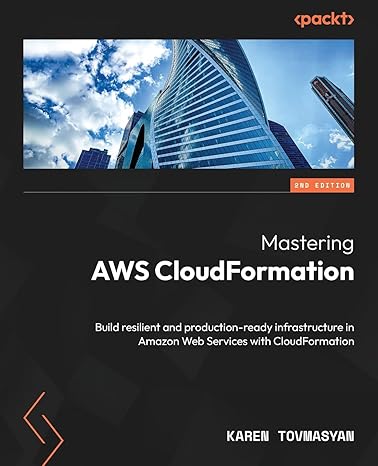 <packt>
2ND EDITION
Mastering
AWS CloudFormation
Build resilient and production-ready infrastructure in
Amazon Web Services with CloudFormation
KAREN TOVMASYAN